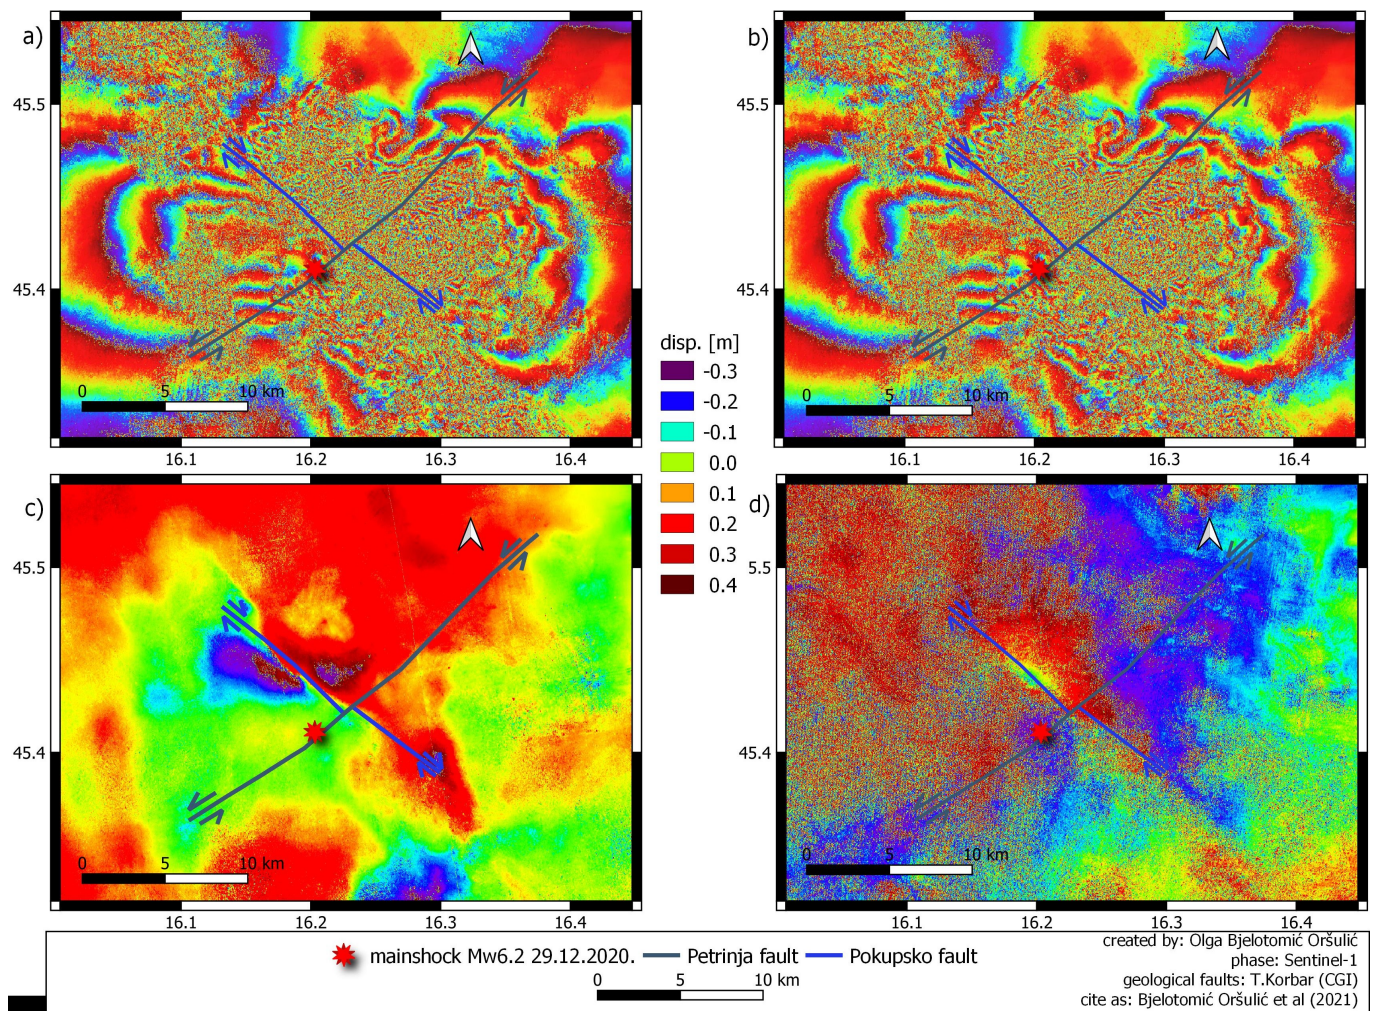 a)
b)
45.5
45.4
0 5 10 km
0 5 10 km
16.1 16.2 16.3 16.4
16.1 16.2 16.3 16.4
disp. [m]
-0.3
-0.2
-0.1
0.0
0.1
0.2
0.3
0.4
c)
d)
45.5
5.5
45.4
45.4
0 5 10 km
0 5 10 km
16.1 16.2 16.3 16.4
16.1 16.2 16.3 16.4
mainshock Mw6.2 29.12.2020. Petrinja fault Pokupsko fault
0 5 10 km
created by: Olga Bjelotomić Oršulić
phase: Sentinel-1
geological faults: T.Korbar (CGI)
cite as: Bjelotomić Oršulić et al (2021)